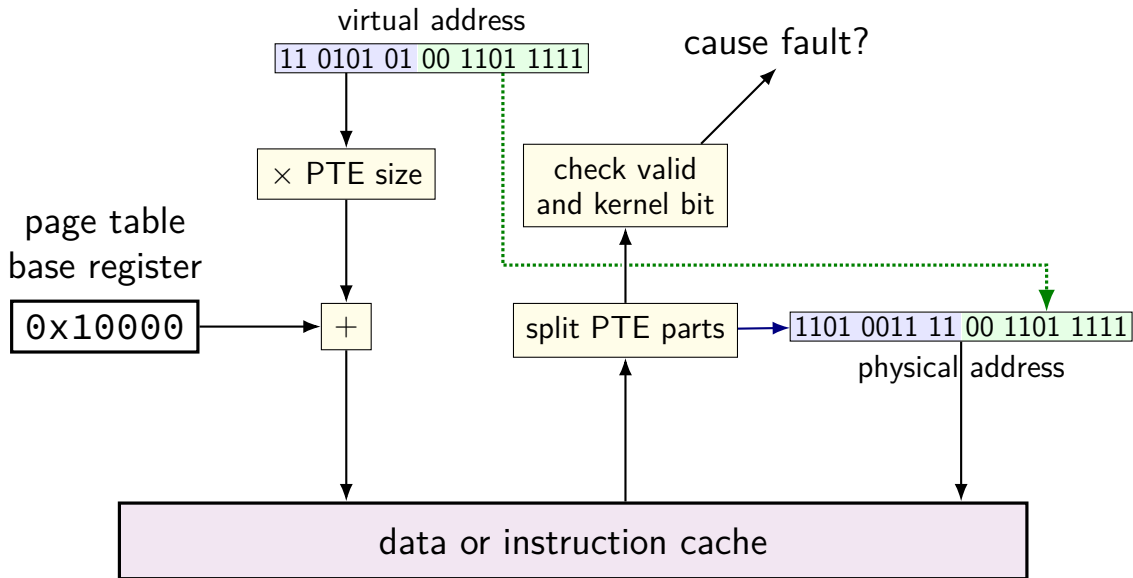 virtual address
11 0101 01 00 1101 1111
cause fault?
× PTE size
check valid
and kernel bit
page table
base register
0x10000
+
split PTE parts
1101 0011 11 00 1101 1111
physical address
data or instruction cache